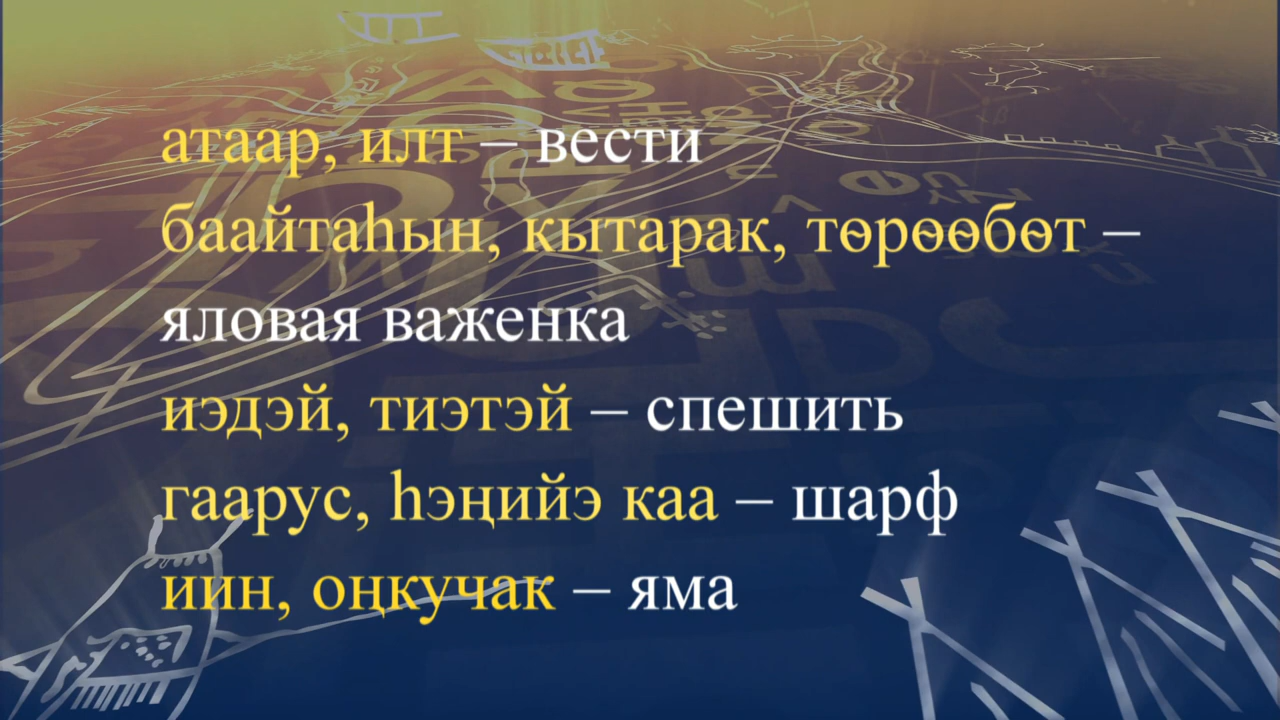 атаар, илт – вести
баайтаһын, кытарак, төрөөбөт –
яловая важенка
иэдэй, тиэтэй – спешить
гаарус, һэӊийэ каа – шарф
иин, оӊкучак – яма